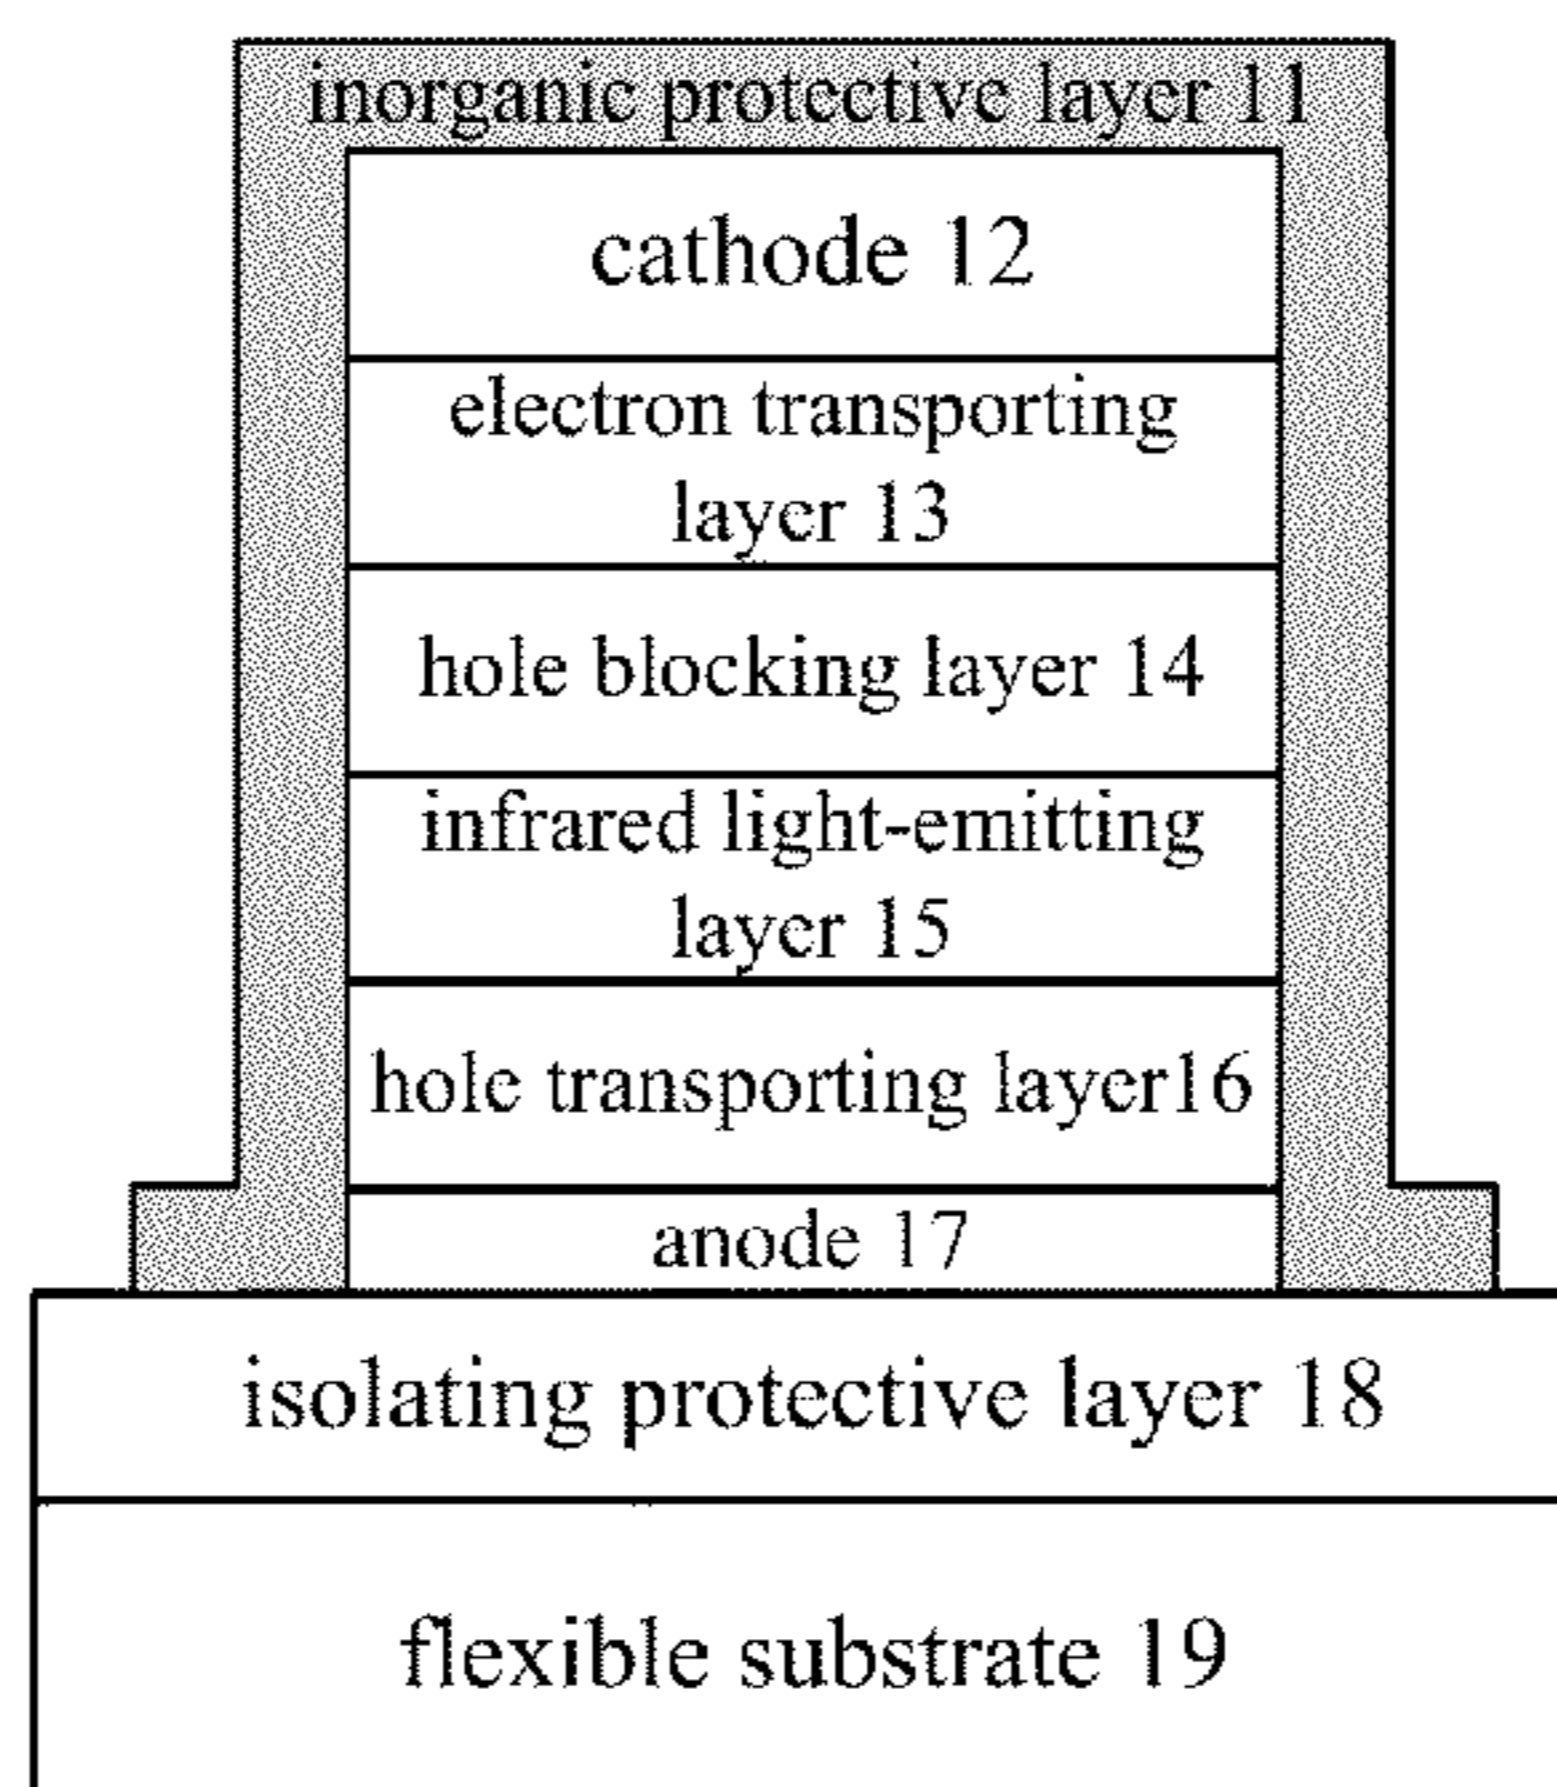 inorganic protective layer 11
cathode 12
electron transporting
layer 13
hole blocking layer 14
infrared light-emitting
layer 15
hole transporting layer16
anode 17
isolating protective layer 18
flexible substrate 19